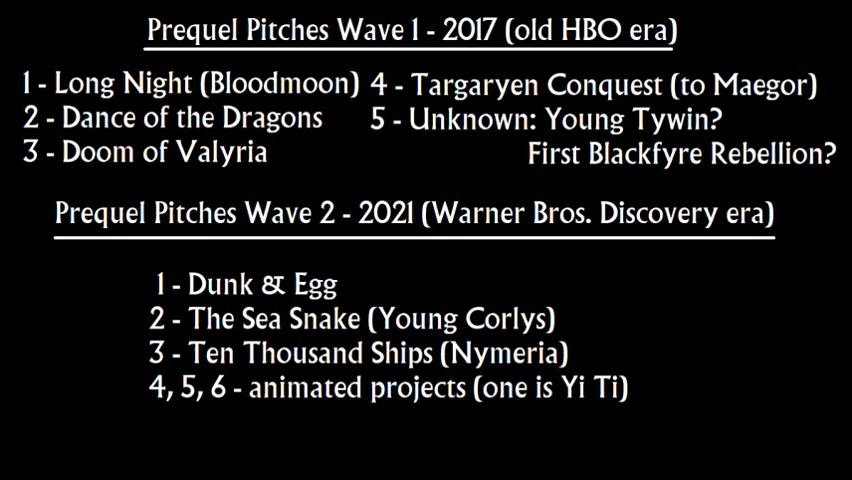 Prequel Pitches Wave 1 - 2017 (old HBO era)
1 - Long Night (Bloodmoon)
2 - Dance of the Dragons
3 - Doom of Valyria
4 - Targaryen Conquest (to Maegor)
5 - Unknown: Young Tywin?
First Blackfyre Rebellion?
Prequel Pitches Wave 2 - 2021 (Warner Bros. Discovery era)
1 - Dunk & Egg
2 - The Sea Snake (Young Corlys)
3 - Ten Thousand Ships (Nymeria)
4, 5, 6 - animated projects (one is Yi Ti)